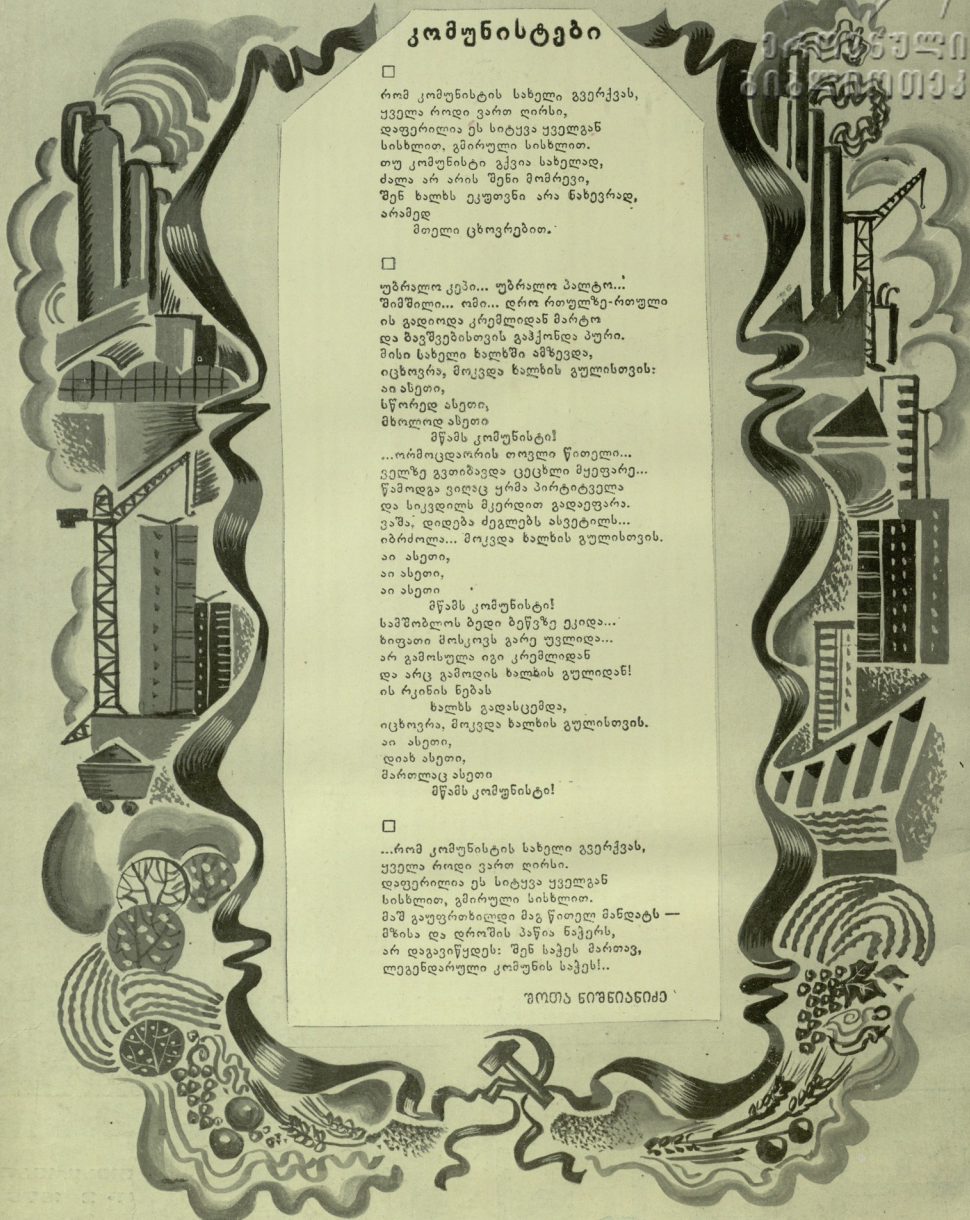 კომუნისტები
ეროვნული
ბიბლიოთეკა
რომ კომუნისტის სახელი გვერქვას,
ყველა როდი ვართ ღირსი,
დაფერილია ეს სიტყვა ყველგან
სისხლით, გმირული სისხლით.
თუ კომუნისტი გქვია სახელად,
ძალა არ არის შენი მომრევი,
შენ ხალხს ეკუთვნი არა ნახევრად,
არამედ
მთელი ცხოვრებით.
უბრალო კეპი... უბრალო პალტო...
შიმშილი... ომი... დრო რთულზე-რთული
ის გადიოდა კრემლიდან მარტო
და ბავშვებისთვის გაჰქონდა პური.
მისი სახელი ხალხში ამზევდა,
იცხოვრა, მოკვდა ხალხის გულისთვის:
აი ასეთი,
სწორედ ასეთი,
მხოლოდ ასეთი
მწამს კომუნისტი!
...ორმოცდაორის თოვლი წითელი...
ველზე გვთიბავდა ცეცხლი მყეფარე...
წამოდგა ვიღაც ყრმა პირტიტველა
და სიკვდილს მკერდით გადაეფარა.
ვაშა, დიდება ძეგლებს ასვეტილს...
იბრძოლა... მოკვდა ხალხის გულისთვის.
აი ასეთი,
აი ასეთი,
აი ასეთი
მწამს კომუნისტი!
სამშობლოს ბედი ბეწვზე ეკიდა...
ხიფათი მოსკოვს გარე უვლიდა...
არ გამოსულა იგი კრემლიდან
და არც გამოდის ხალხის გულიდან!
ის რკინის ნებას
ხალხს გადასცემდა,
იცხოვრა, მოკვდა ხალხის გულისთვის.
აი ასეთი,
დიახ ასეთი,
მართლაც ასეთი
მწამს კომუნისტი!
...რომ კომუნისტის სახელი გვერქვას,
ყველა როდი ვართ ღირსი.
დაფერილია ეს სიტყვა ყველგან
სისხლით, გმირული სისხლით.
მაშ გაუფრთხილდი მაგ წითელ მანდატს —
მზისა და დროშის პაწია ნაჭერს,
არ დაგავიწყდეს: შენ საჭეს მართავ,
ლეგენდარული კომუნის საჭეს!..
შოთა ნიშნიანიძე